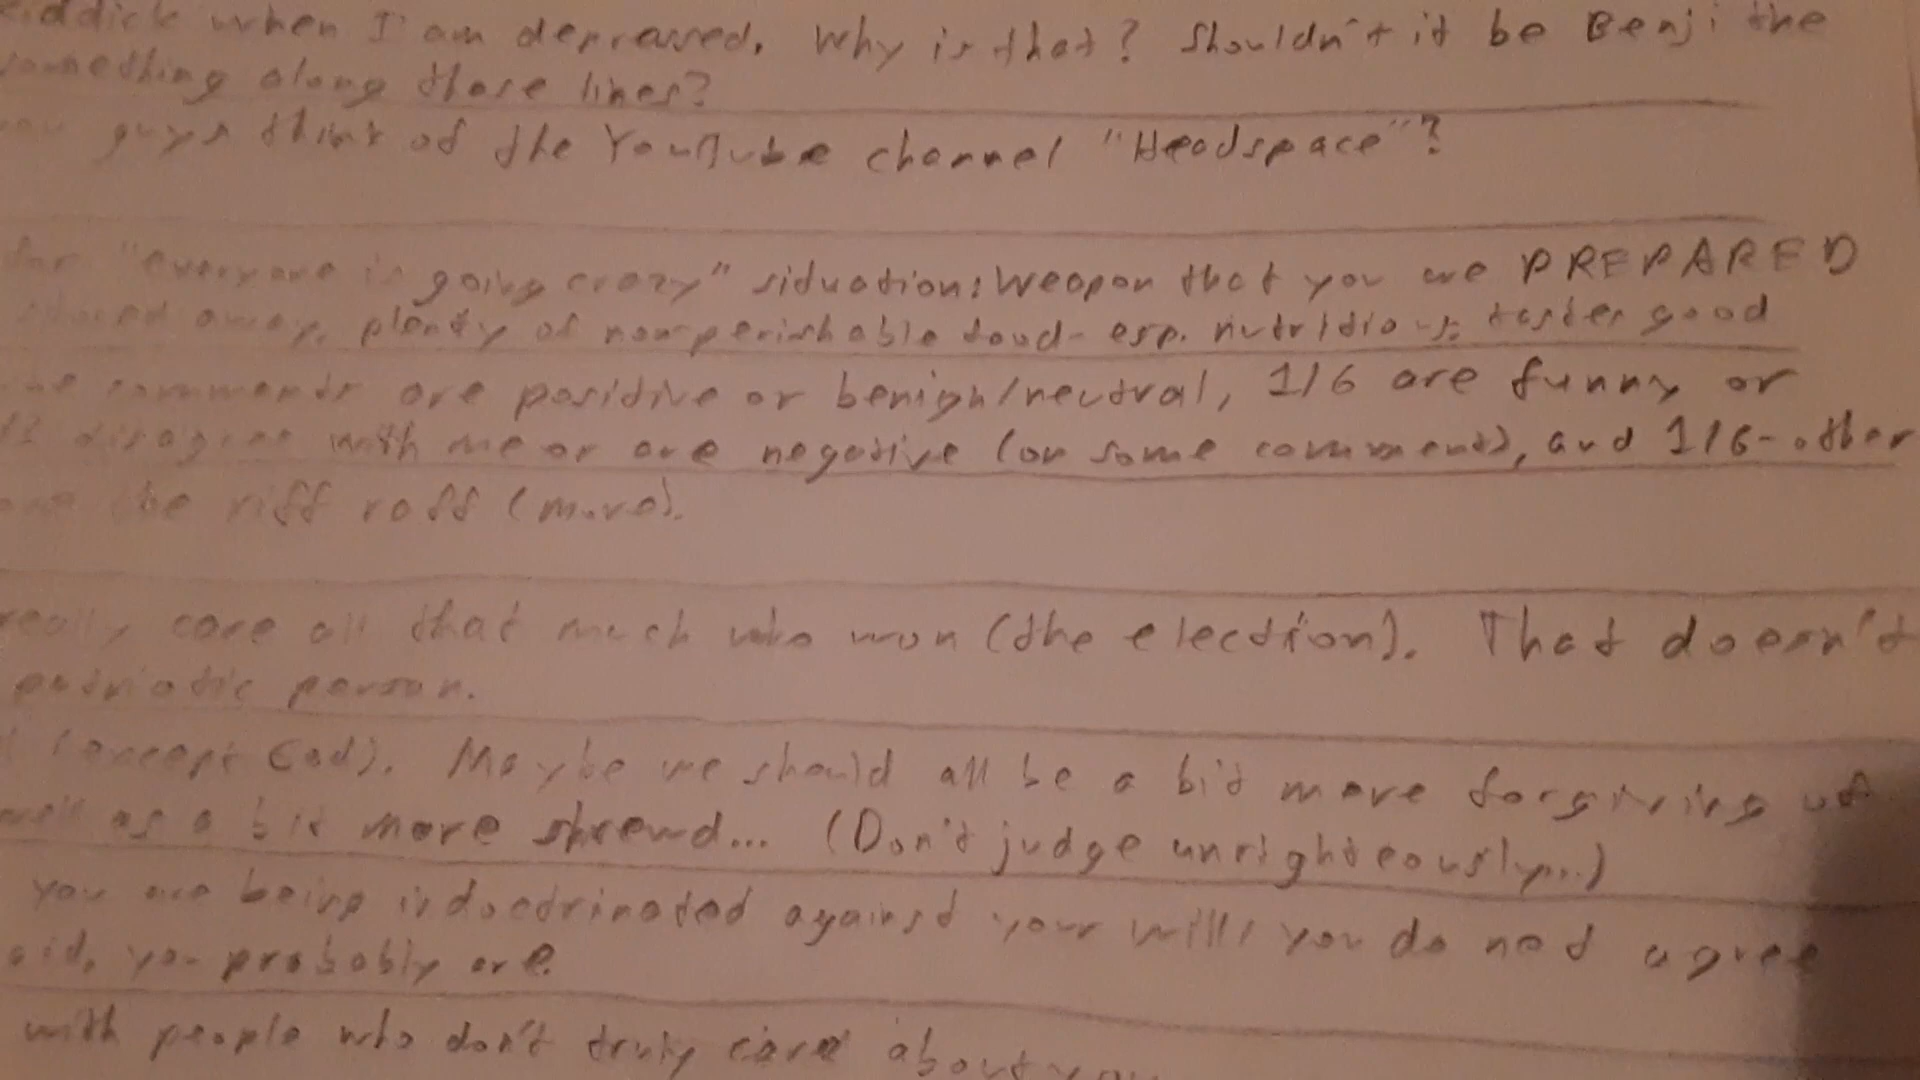 when I am depressed. Why is that? Shouldn't it be Benji the
something along those lines?
guys think of the YouTube channel "Headspace"?
for "everyone is going crazy" situation: Weapon that you are PREPARED
away, plenty of nonperishable food- esp. nutritious, tastes good
comments are positive or benign/neutral, 1/6 are funny or
disagree with me or are negative (on some comments), and 1/6- other
the riff raff (more).
really care all that much who won (the election). That doesn't
patriotic person.
(except God). Maybe we should all be a bit more forgiving of
well as a bit more shrewd... (Don't judge unrighteously...)
you are being indoctrinated against your will, you do not agree
it, you probably are.
with people who don't truly care about you